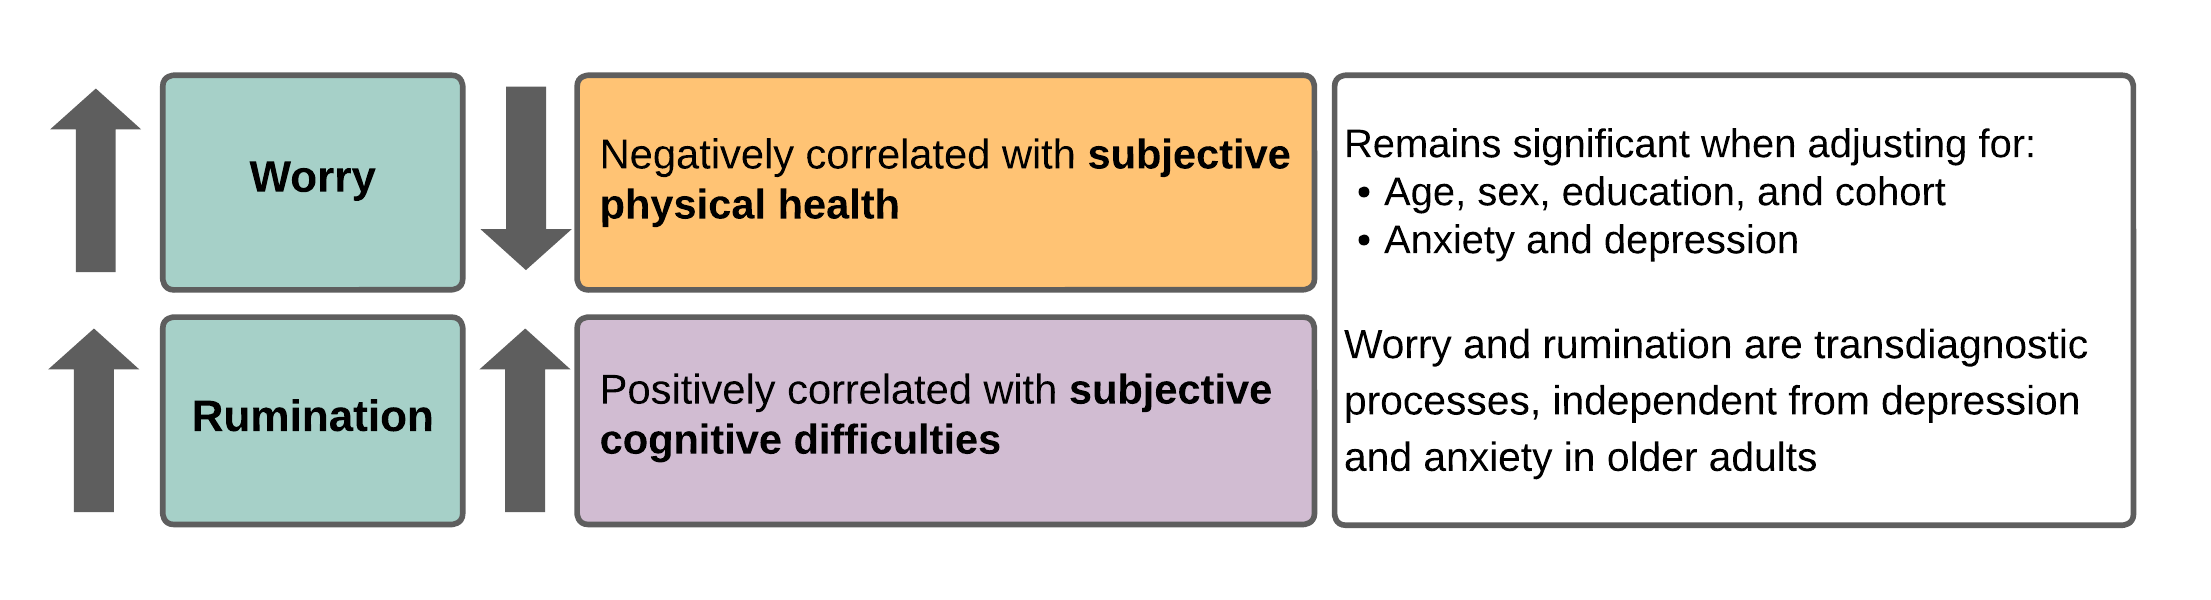 Worry
Negatively correlated with subjective
physical health
Rumination
Positively correlated with subjective
cognitive difficulties
Remains significant when adjusting for:
• Age, sex, education, and cohort
• Anxiety and depression
Worry and rumination are transdiagnostic
processes, independent from depression
and anxiety in older adults